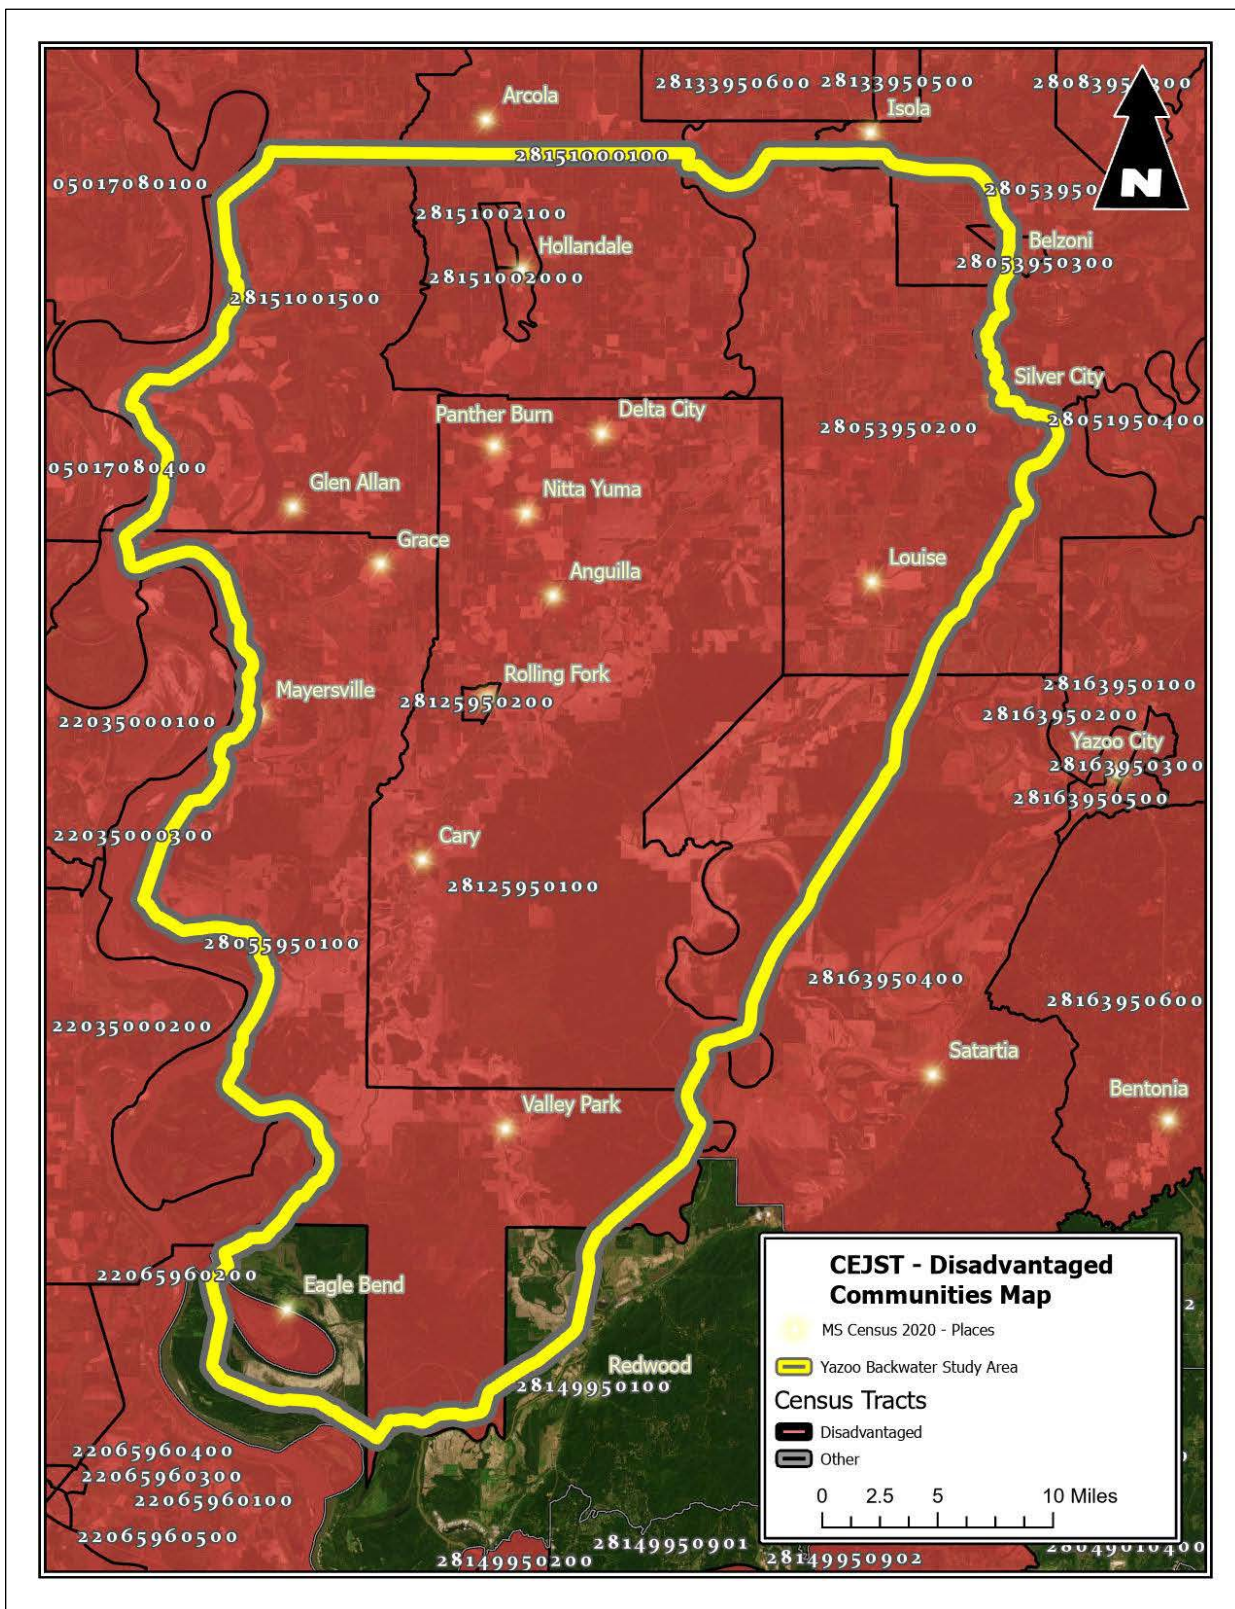 Arcola
28133950600
28133950500
Isola
N
05017080100
28151000100
28151002100
Hollandale
28151002000
Belzoni
28053950300
28151001500
Silver City
Panther Burn
Delta City
28053950200
28051950400
05017080400
Glen Allan
Nitta Yuma
Grace
Anguilla
Louise
Rolling Fork
Mayersville
28125950200
28163950100
28163950200
22035000100
Yazoo City
28163950300
28163950500
22035000300
Cary
28125950100
28055950100
28163950400
28163950600
22035000200
Satartia
Bentonia
Valley Park
22065960200
Eagle Bend
Redwood
28149950100
CEJST - Disadvantaged
Communities Map
MS Census 2020 - Places
Yazoo Backwater Study Area
Census Tracts
Disadvantaged
Other
0 2.5 5 10 Miles
22065960400
22065960300
22065960100
22065960500
28149950200
28149950901
28149950902
28049010400